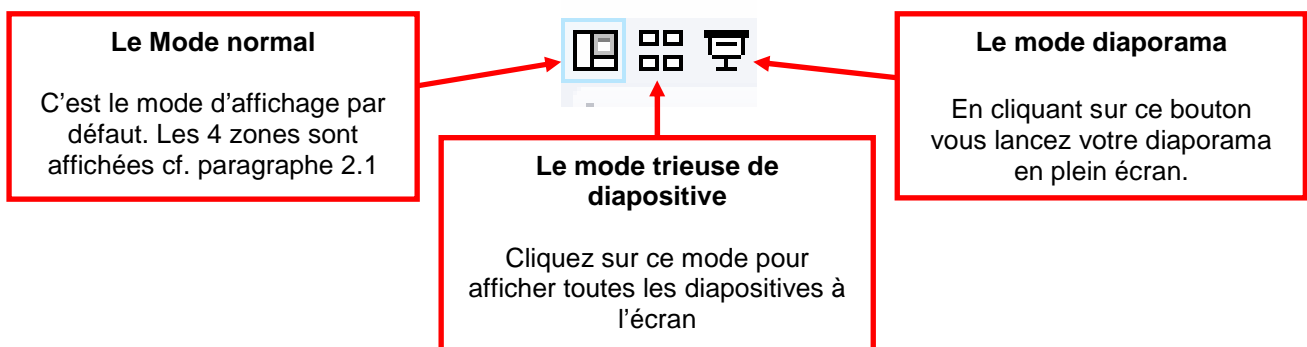 Le Mode normal
C’est le mode d’affichage par
défaut. Les 4 zones sont
affichées cf. paragraphe 2.1
Le mode trieuse de
diapositive
Cliquez sur ce mode pour
afficher toutes les diapositives à
l’écran
Le mode diaporama
En cliquant sur ce bouton
vous lancez votre diaporama
en plein écran.